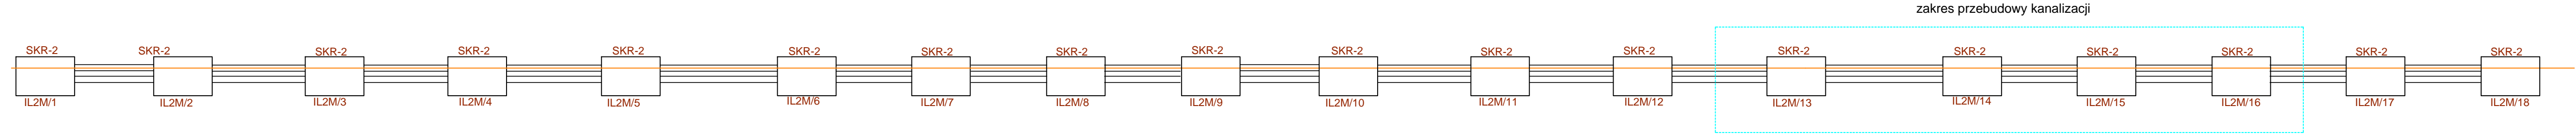 zakres przebudowy kanalizacji
SKR-2 SKR-2 SKR-2 SKR-2 SKR-2 SKR-2 SKR-2 SKR-2 SKR-2 SKR-2 SKR-2 SKR-2 SKR-2 SKR-2 SKR-2 SKR-2 SKR-2 SKR-2
IL2M/1 IL2M/2 IL2M/3 IL2M/4 IL2M/5 IL2M/6 IL2M/7 IL2M/8 IL2M/9 IL2M/10 IL2M/11 IL2M/12 IL2M/13 IL2M/14 IL2M/15 IL2M/16 IL2M/17 IL2M/18